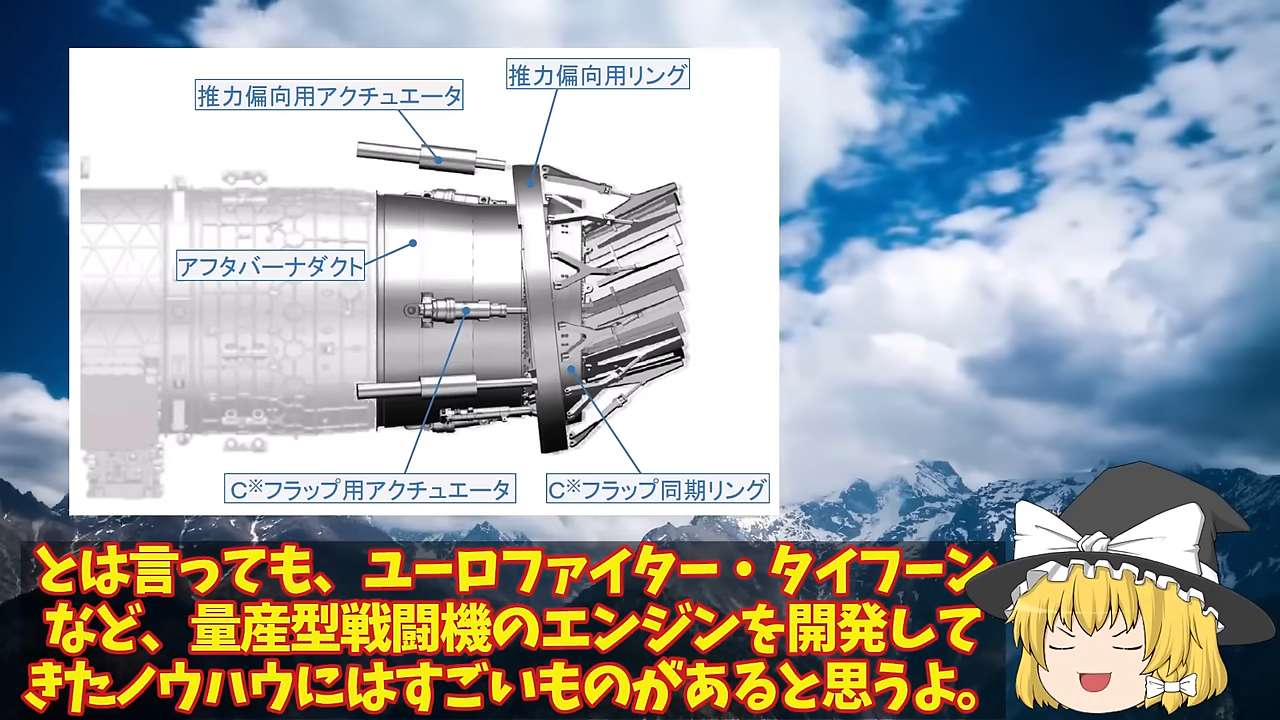 推力偏向用リング
推力偏向用アクチュエータ
アフタバーナダクト
C※フラップ用アクチュエータ
C※フラップ同期リング
とは言っても、ユーロファイター・タイフーン
など、量産型戦闘機のエンジンを開発して
きたノウハウにはすごいものがあると思うよ。